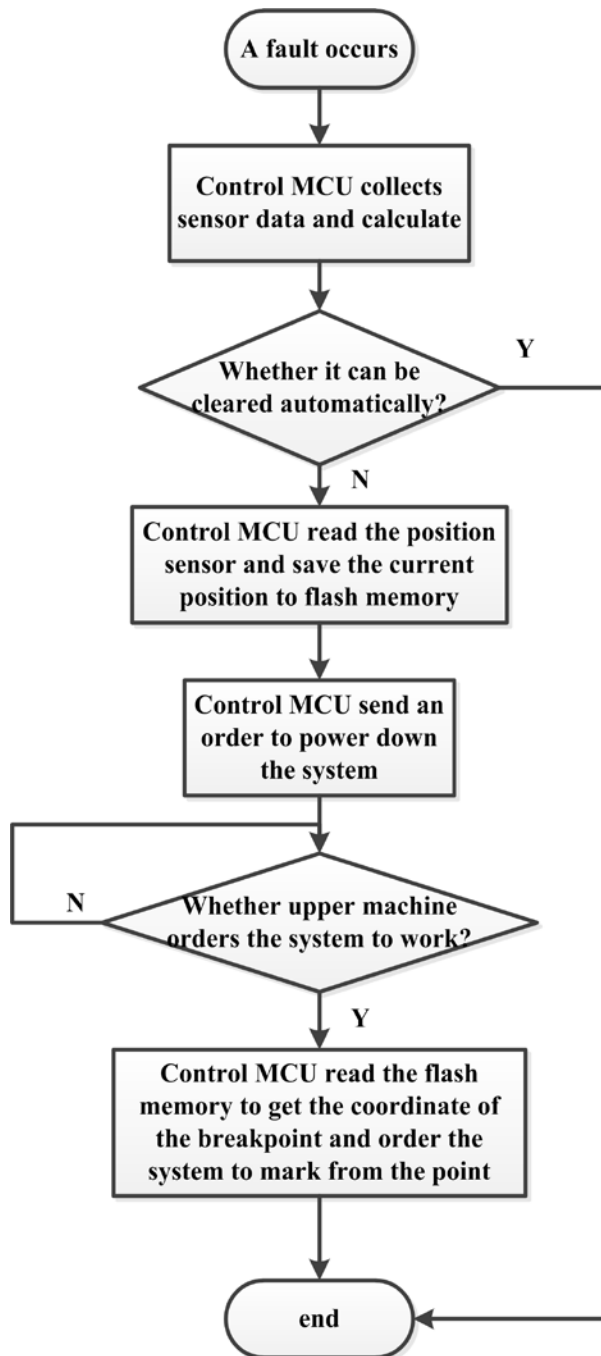 A fault occurs
Control MCU collects
sensor data and calculate
Whether it can be
cleared automatically?
Y
N
Control MCU read the position
sensor and save the current
position to flash memory
Control MCU send an
order to power down
the system
N
Whether upper machine
orders the system to work?
Y
Control MCU read the flash
memory to get the coordinate of
the breakpoint and order the
system to mark from the point
end